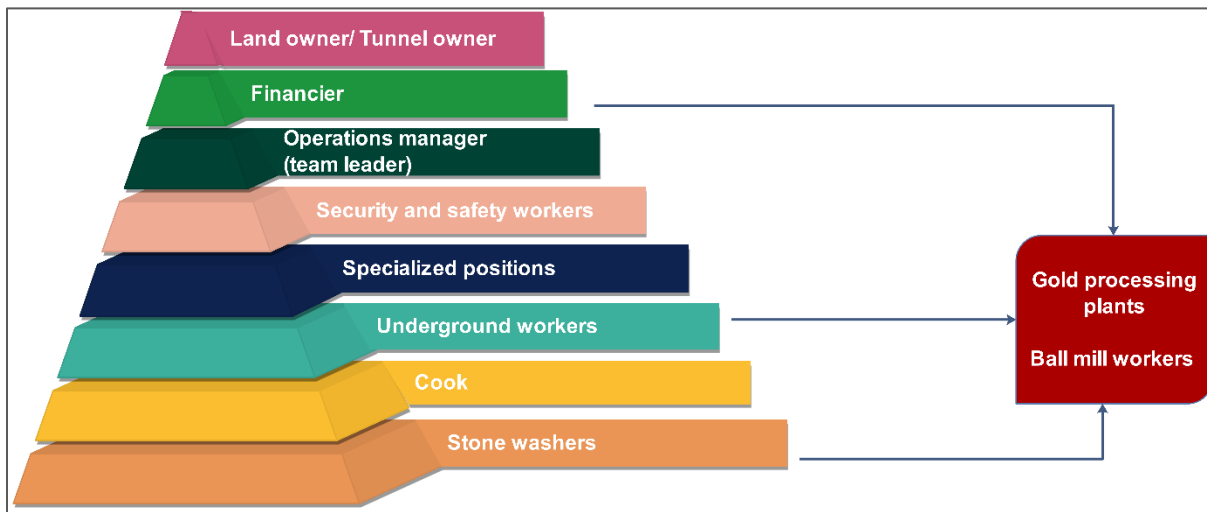 Land owner/ Tunnel owner
Financier
Operations manager
(team leader)
Security and safety workers
Specialized positions
Underground workers
Cook
Stone washers
Gold processing
plants
Ball mill workers